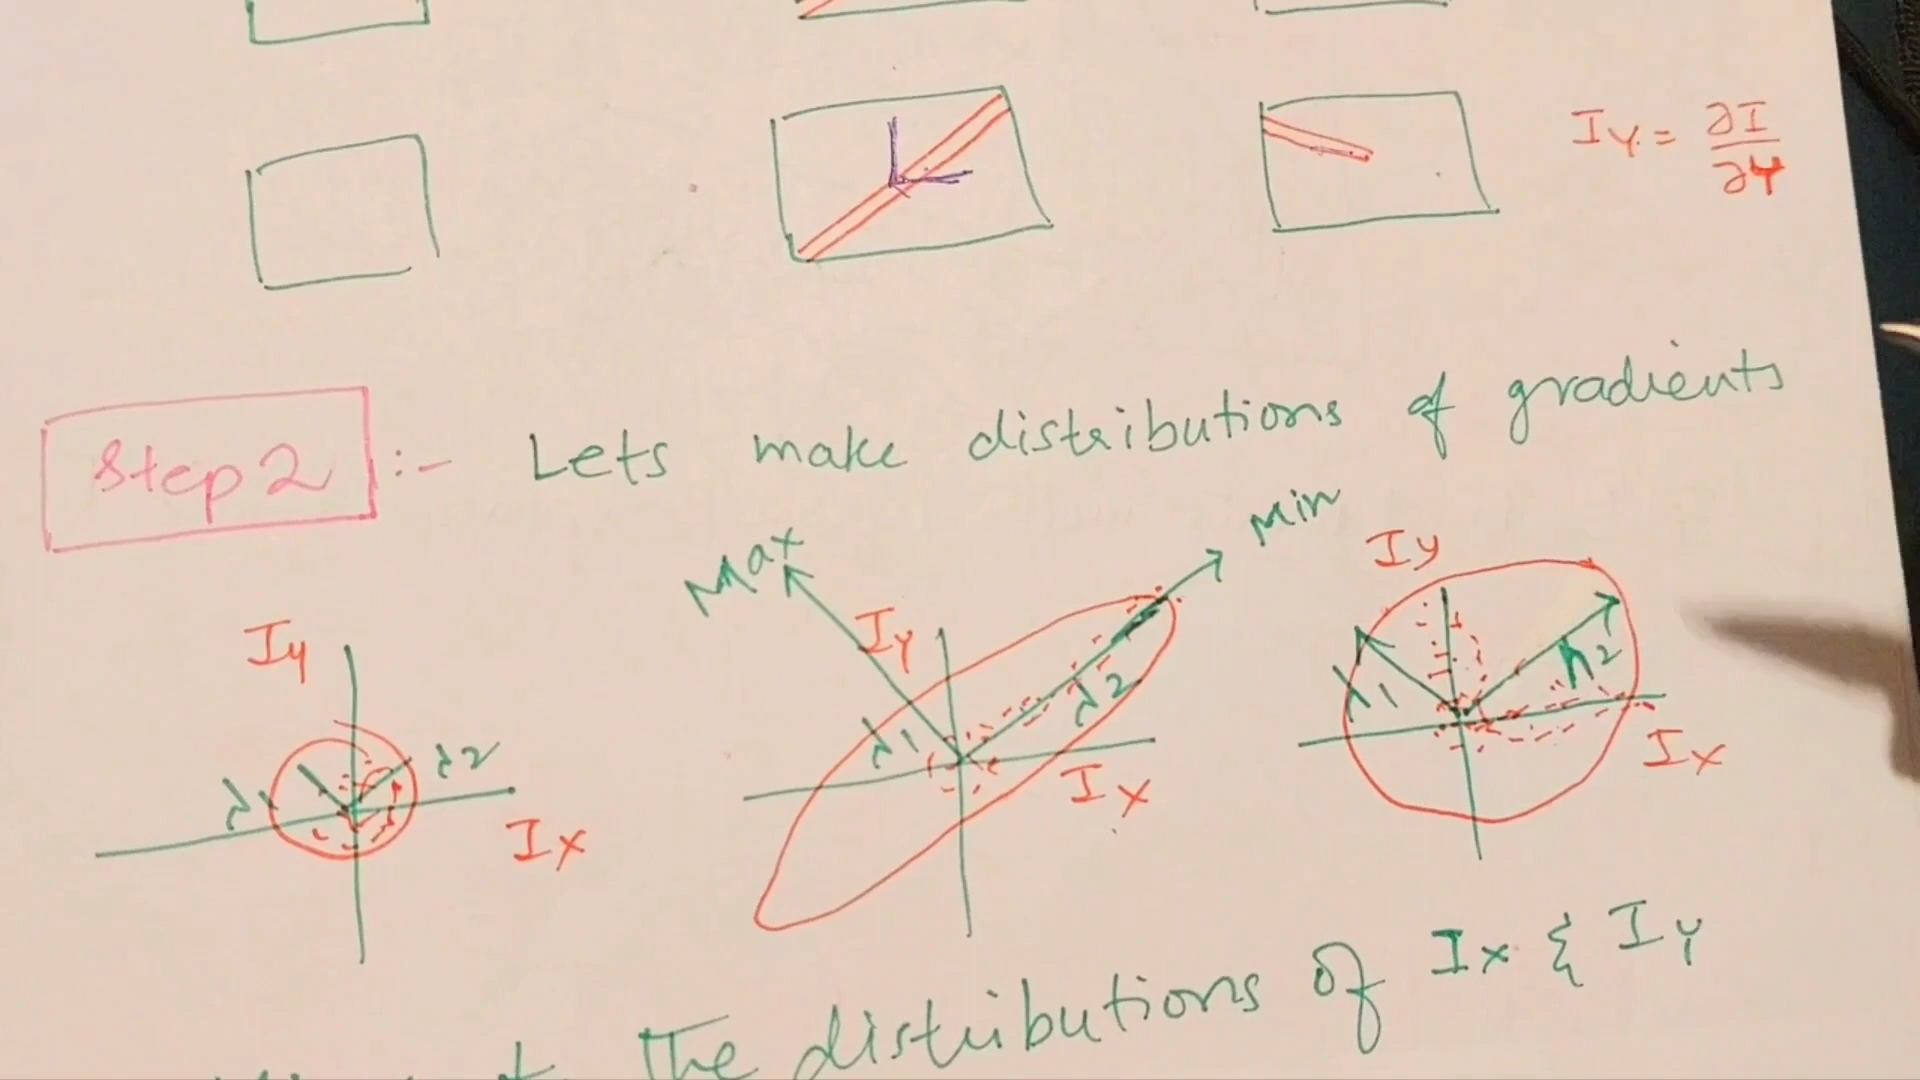 Iy = ∂I
∂Y
Step 2 :- Lets make distributions of gradients
Max
Min
Iy
Iy
Iy
λ1
λ2
λ1
λ2
λ1
λ2
Ix
Ix
Ix
the distributions of Ix & Iy